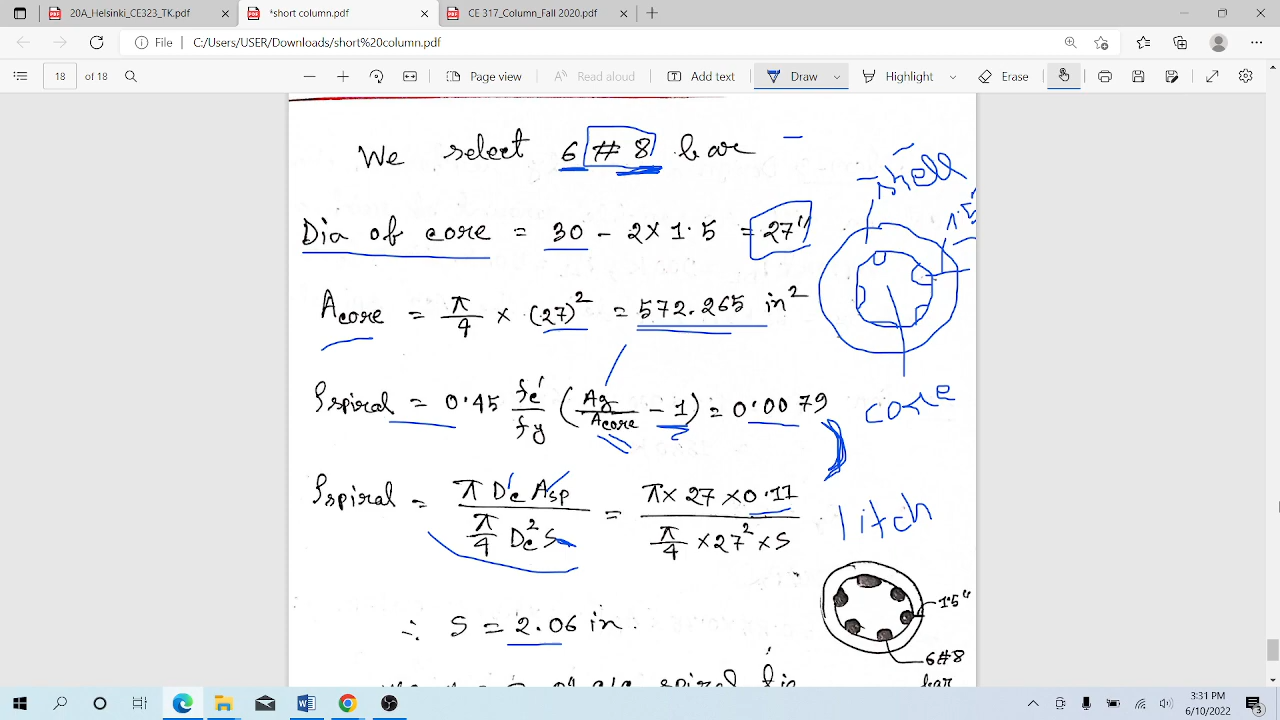 20A_Helsinki_CE323_TK.pdf
*short column.pdf
CE 317_Column_Fall 2020.pdf
File
C:/Users/USER/Downloads/short%20column.pdf
18 of 18
Page view
Read aloud
Add text
Draw
Highlight
Erase
We select 6 # 8 bar
shell
1.5"
Dia of core = 30 - 2 x 1.5 = 27"
Acore = π/4 x (27)² = 572.265 in²
ρspiral = 0.45 fc'/fy (Ag/Acore - 1) = 0.0079
core
ρspiral = π Dc Asp / π/4 Dc² S = π x 27 x 0.11 / π/4 x 27² x S
pitch
∴ S = 2.06 in.
1.5"
6#8
bar
3:31 PM
6/10/2022
3